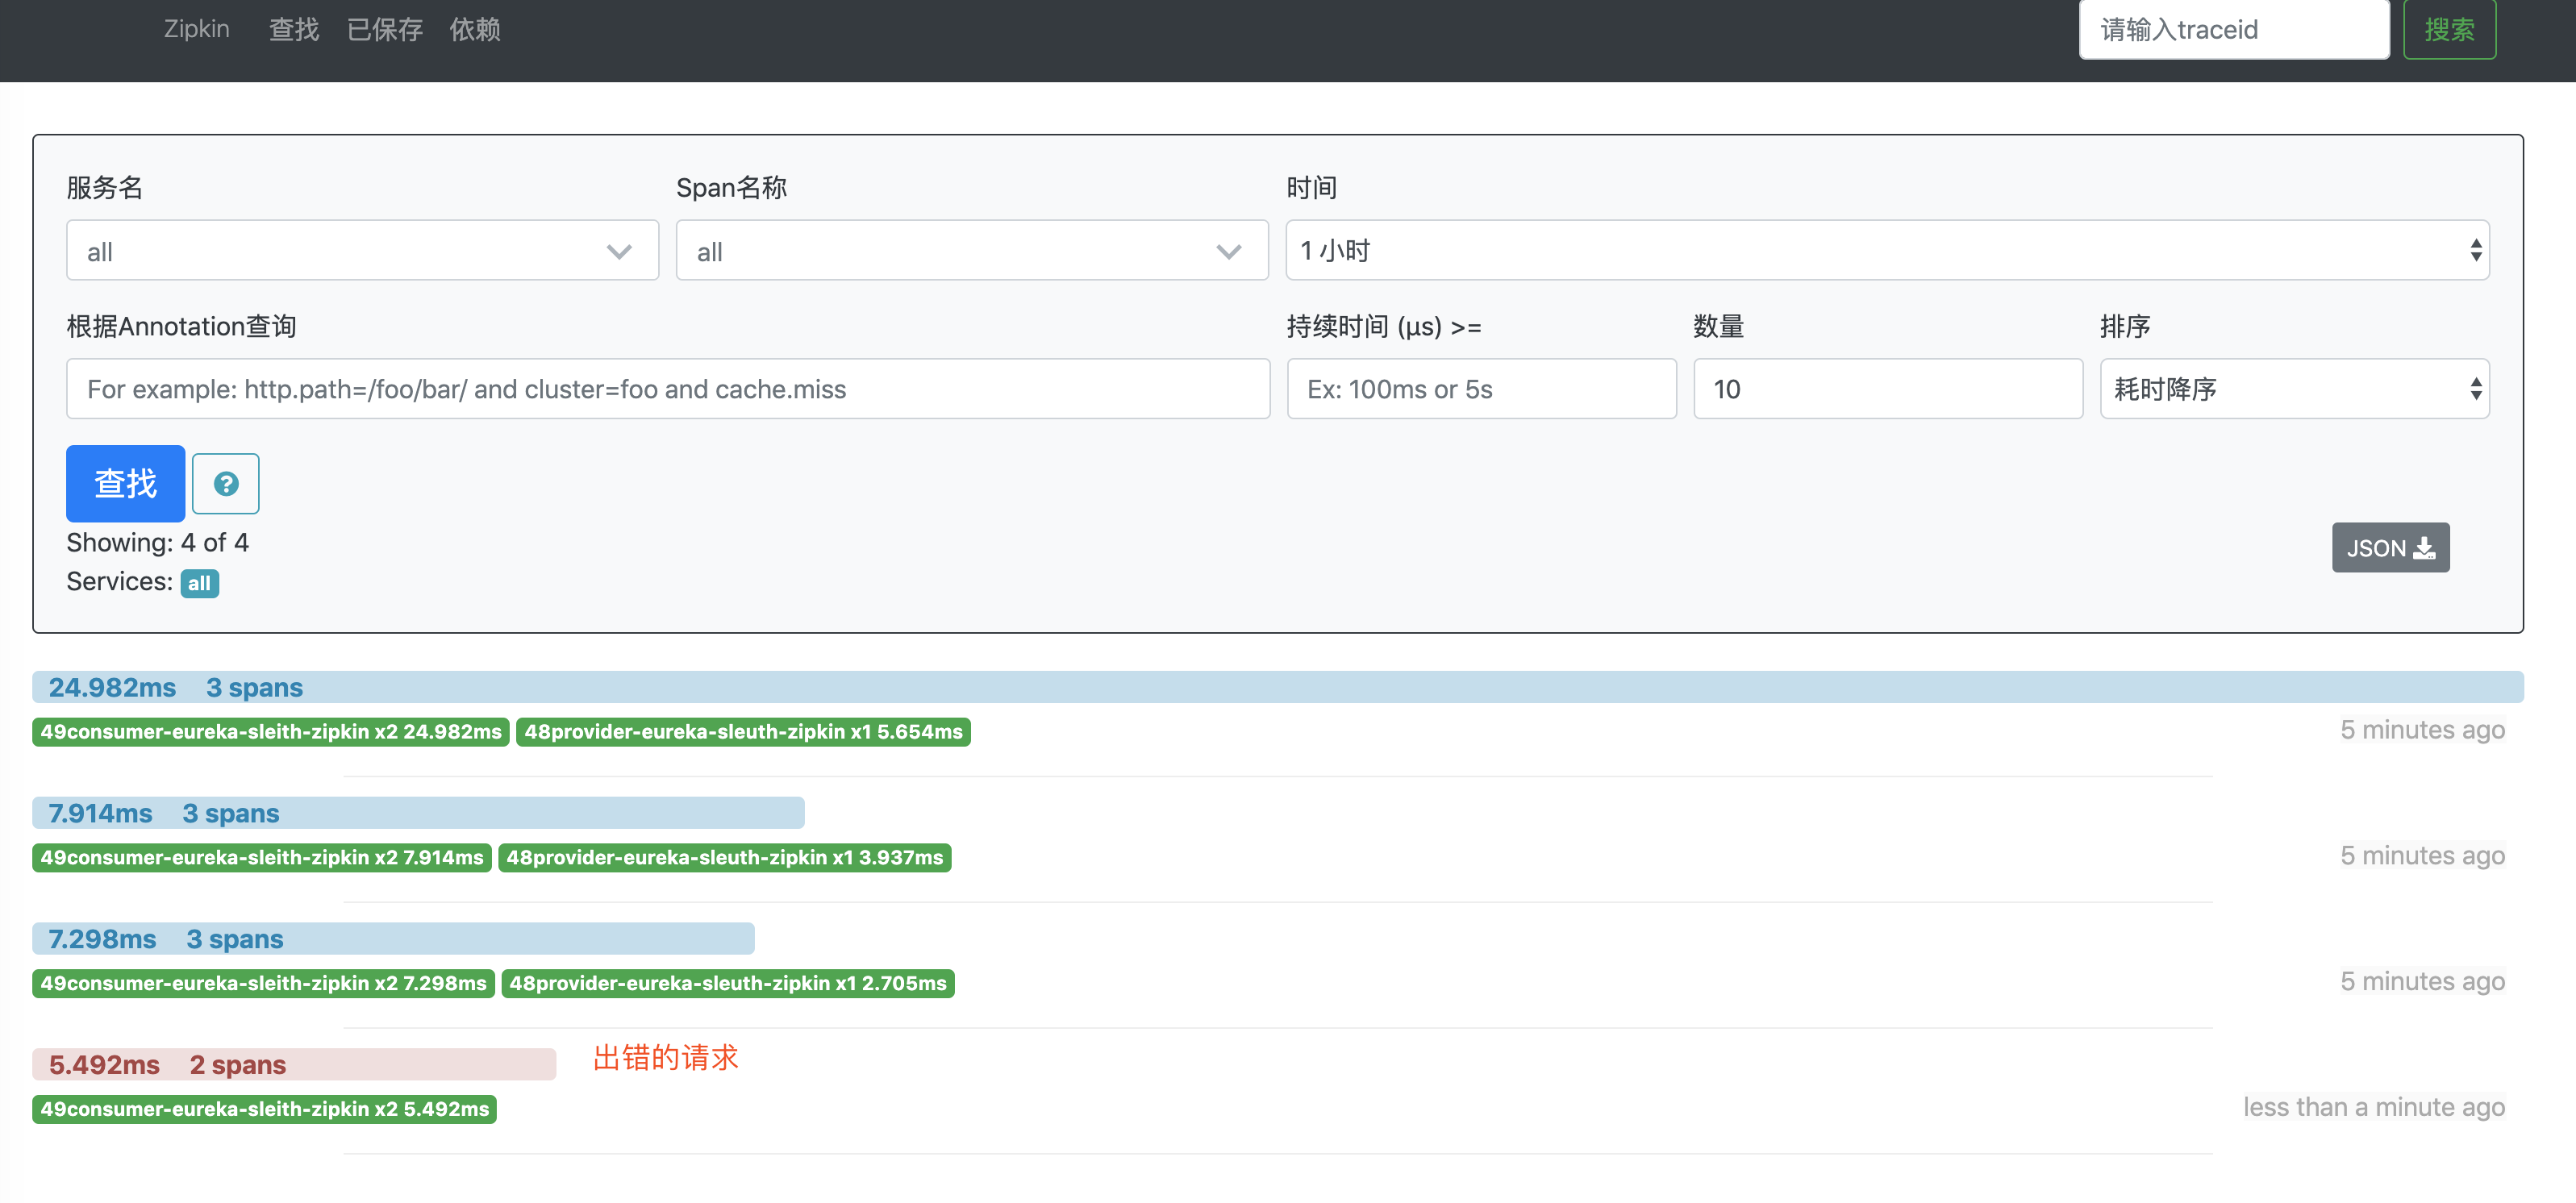 Zipkin 查找 已保存 依赖 请输入traceid 搜索
服务名 Span名称 时间
all all 1 小时
根据Annotation查询 持续时间 (μs) >= 数量 排序
For example: http.path=/foo/bar/ and cluster=foo and cache.miss Ex: 100ms or 5s 10 耗时降序
查找 ?
Showing: 4 of 4
JSON
Services: all
24.982ms 3 spans
49consumer-eureka-sleith-zipkin x2 24.982ms 48provider-eureka-sleuth-zipkin x1 5.654ms 5 minutes ago
7.914ms 3 spans
49consumer-eureka-sleith-zipkin x2 7.914ms 48provider-eureka-sleuth-zipkin x1 3.937ms 5 minutes ago
7.298ms 3 spans
49consumer-eureka-sleith-zipkin x2 7.298ms 48provider-eureka-sleuth-zipkin x1 2.705ms 5 minutes ago
5.492ms 2 spans 出错的请求
49consumer-eureka-sleith-zipkin x2 5.492ms less than a minute ago